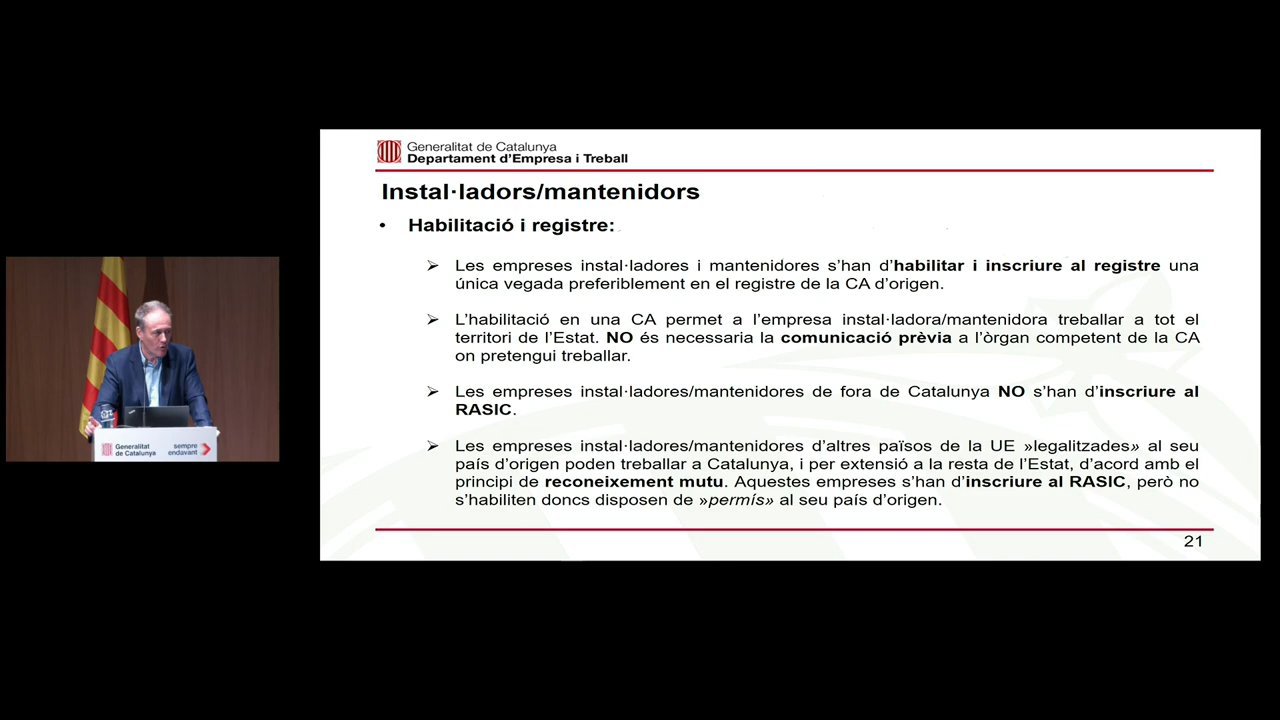 Generalitat de Catalunya
Departament d'Empresa i Treball
Instal·ladors/mantenidors
• Habilitació i registre:
➢ Les empreses instal·ladores i mantenidores s'han d'habilitar i inscriure al registre una
única vegada preferiblement en el registre de la CA d'origen.
➢ L'habilitació en una CA permet a l'empresa instal·ladora/mantenidora treballar a tot el
territori de l'Estat. NO és necessaria la comunicació prèvia a l'òrgan competent de la CA
on pretengui treballar.
➢ Les empreses instal·ladores/mantenidores de fora de Catalunya NO s'han d'inscriure al
RASIC.
➢ Les empreses instal·ladores/mantenidores d'altres països de la UE »legalitzades» al seu
país d'origen poden treballar a Catalunya, i per extensió a la resta de l'Estat, d'acord amb el
principi de reconeixement mutu. Aquestes empreses s'han d'inscriure al RASIC, però no
s'habiliten doncs disposen de »permís» al seu país d'origen.
21
Generalitat
de Catalunya
sempre
endavant